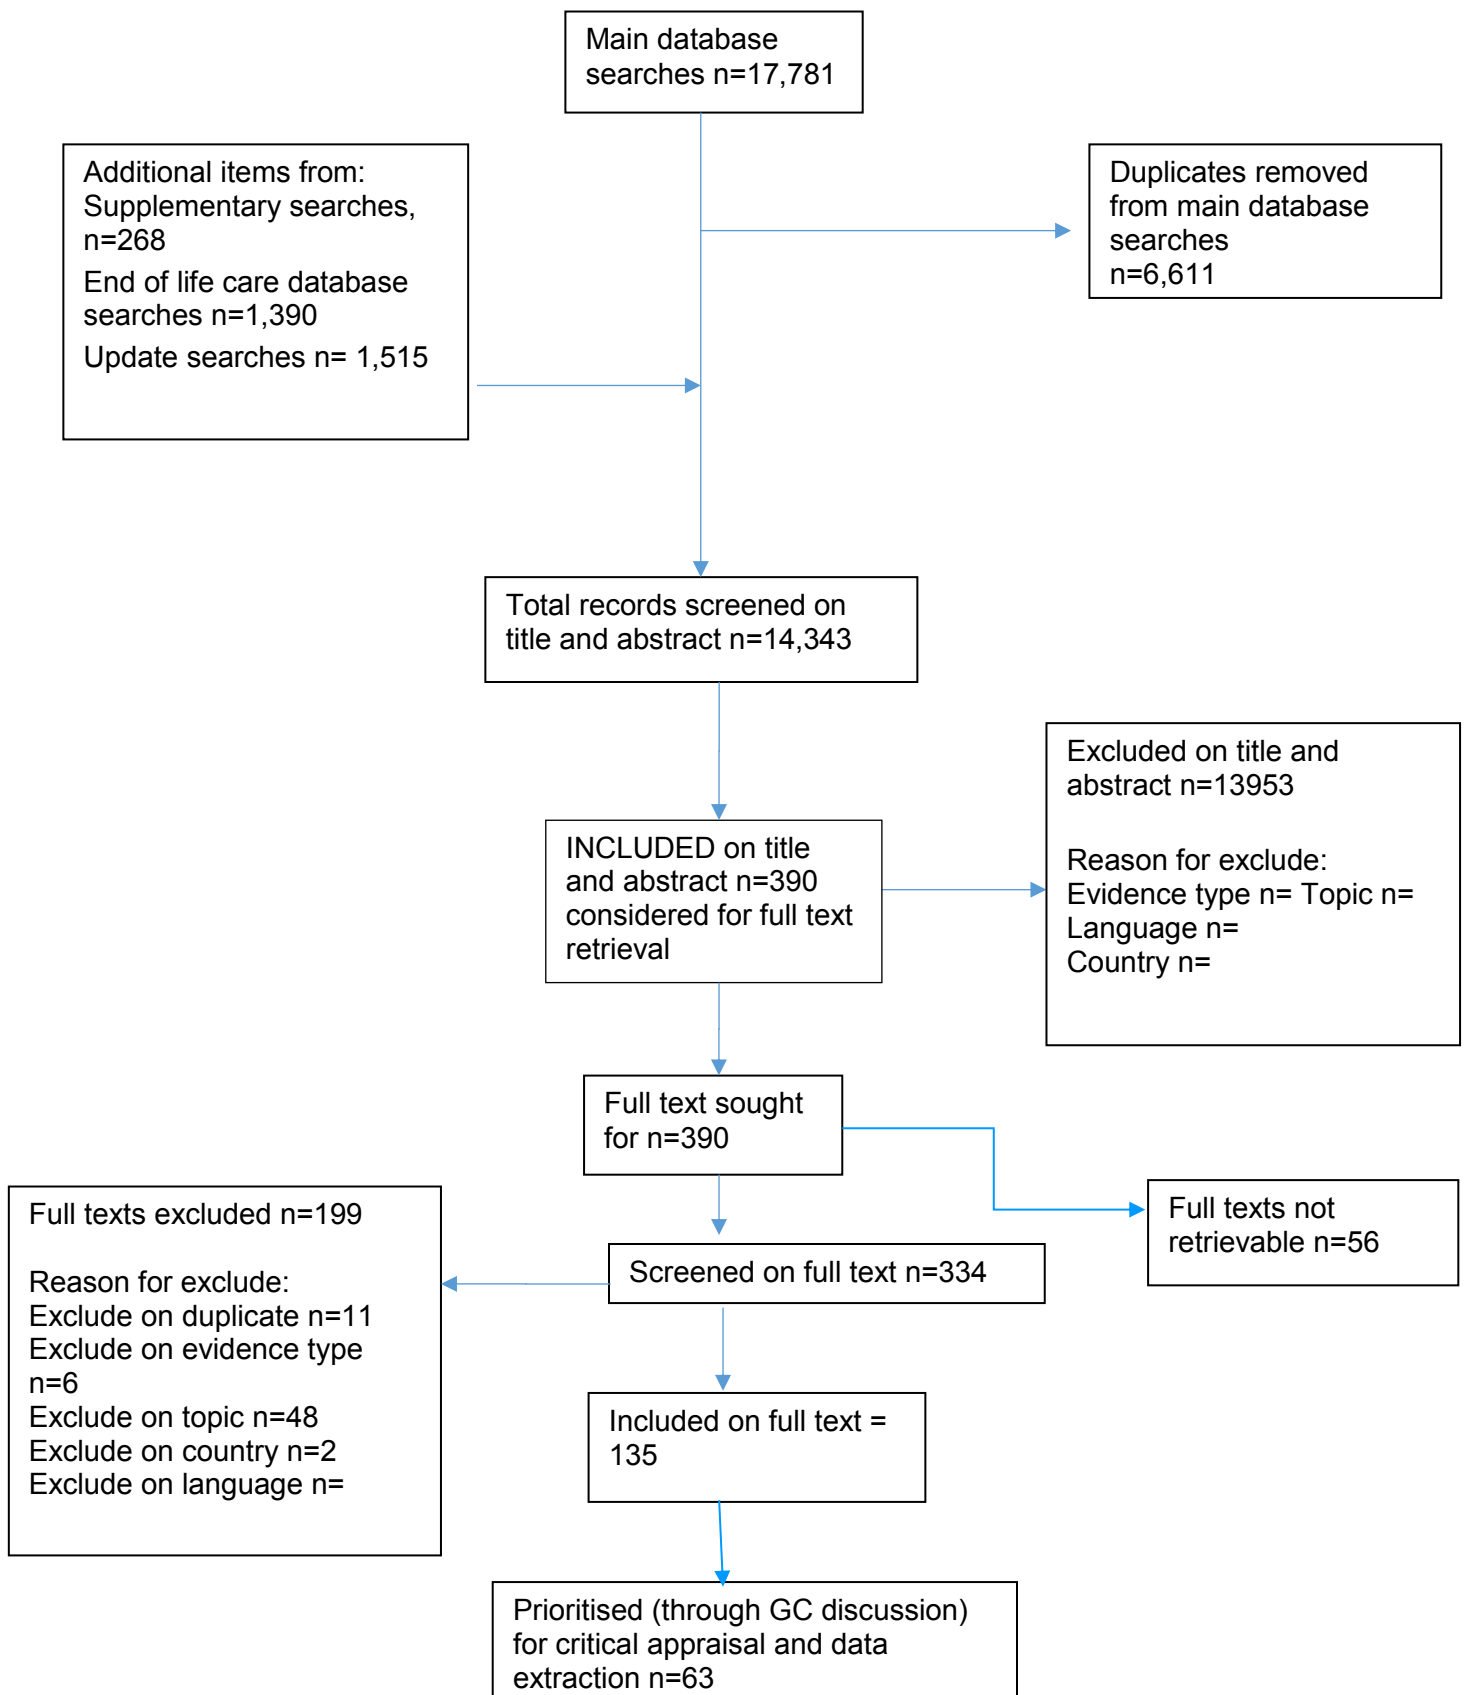 Main database
searches n=17,781
Additional items from:
Supplementary searches,
n=268
End of life care database
searches n=1,390
Update searches n= 1,515
Duplicates removed
from main database
searches
n=6,611
Total records screened on
title and abstract n=14,343
Excluded on title and
abstract n=13953
Reason for exclude:
Evidence type n= Topic n=
Language n=
Country n=
INCLUDED on title
and abstract n=390
considered for full text
retrieval
Full text sought
for n=390
Full texts not
retrievable n=56
Full texts excluded n=199
Reason for exclude:
Exclude on duplicate n=11
Exclude on evidence type
n=6
Exclude on topic n=48
Exclude on country n=2
Exclude on language n=
Screened on full text n=334
Included on full text =
135
Prioritised (through GC discussion)
for critical appraisal and data
extraction n=63